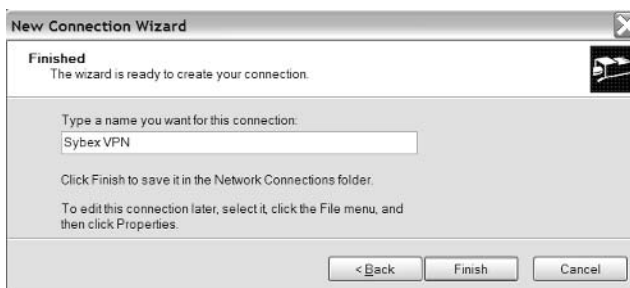 New Connection Wizard
Finished
The wizard is ready to create your connection.
Type a name you want for this connection:
Sybex VPN
Click Finish to save it in the Network Connections folder.
To edit this connection later, select it, click the File menu, and
then click Properties.
< Back
Finish
Cancel